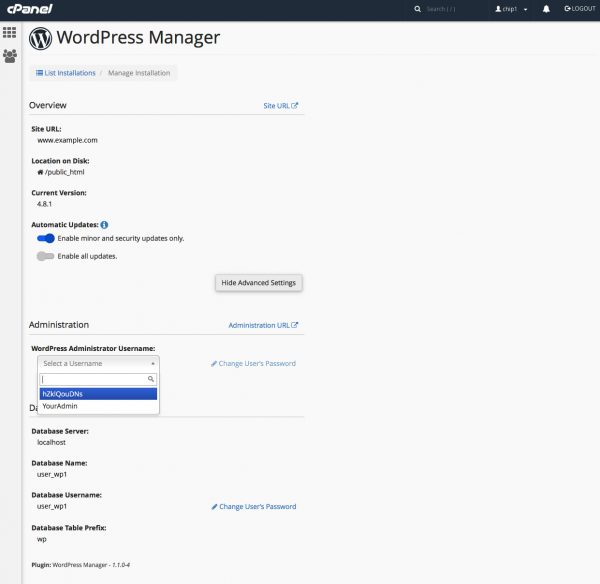 cPanel
Search ( / )
chip1
LOGOUT
WordPress Manager
List Installations / Manage Installation
Overview
Site URL
Site URL:
www.example.com
Location on Disk:
/public_html
Current Version:
4.8.1
Automatic Updates:
Enable minor and security updates only.
Enable all updates.
Hide Advanced Settings
Administration
Administration URL
WordPress Administrator Username:
Select a Username
Change User's Password
hZklQouDNs
YourAdmin
Database Server:
localhost
Database Name:
user_wp1
Database Username:
user_wp1
Change User's Password
Database Table Prefix:
wp
Plugin: WordPress Manager - 1.1.0-4